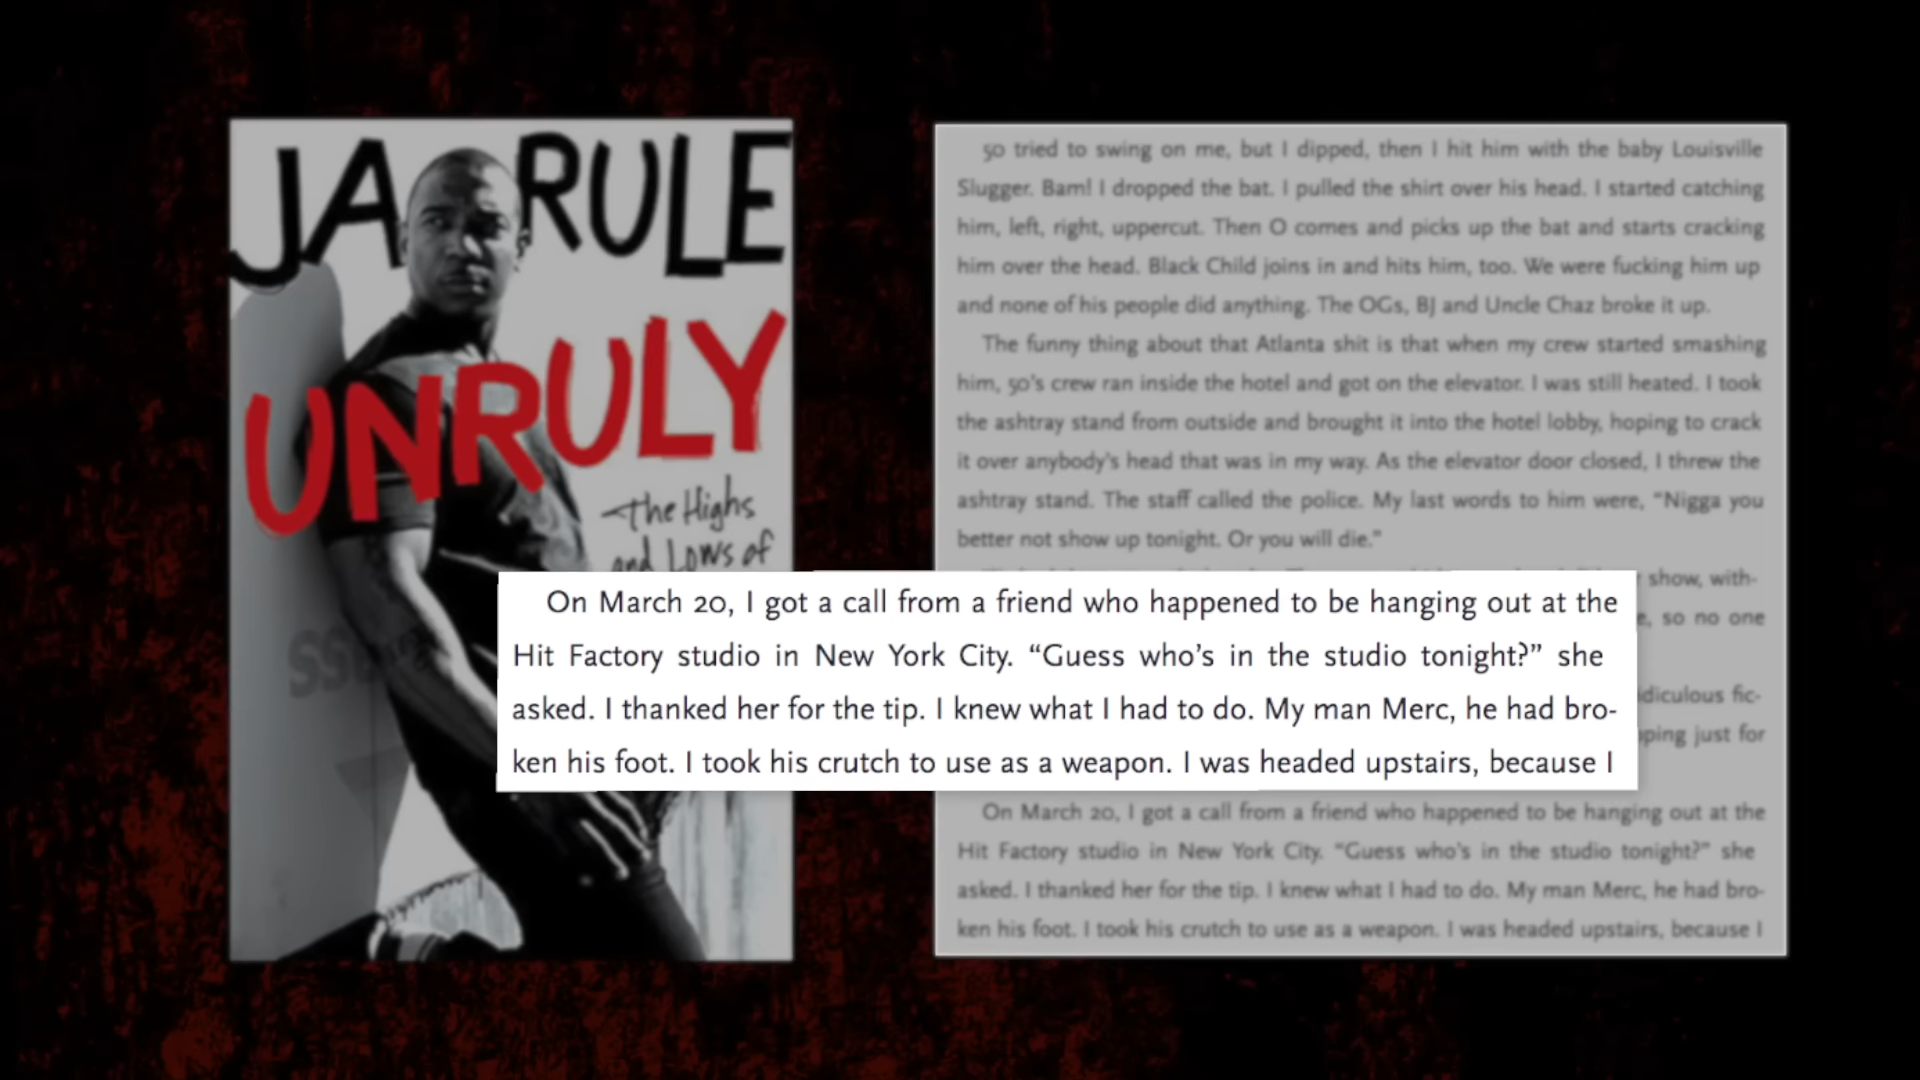 JA RULE
UNRULY
The Highs
and Lows of
50 tried to swing on me, but I dipped, then I hit him with the baby Louisville
Slugger. Bam! I dropped the bat. I pulled the shirt over his head. I started catching
him, left, right, uppercut. Then O comes and picks up the bat and starts cracking
him over the head. Black Child joins in and hits him, too. We were fucking him up
and none of his people did anything. The OGs, BJ and Uncle Chaz broke it up.
The funny thing about that Atlanta shit is that when my crew started smashing
him, 50's crew ran inside the hotel and got on the elevator. I was still heated. I took
the ashtray stand from outside and brought it into the hotel lobby, hoping to crack
it over anybody's head that was in my way. As the elevator door closed, I threw the
ashtray stand. The staff called the police. My last words to him were, “Nigga you
better not show up tonight. Or you will die.”
show, with-
so no one
On March 20, I got a call from a friend who happened to be hanging out at the
Hit Factory studio in New York City. “Guess who's in the studio tonight?” she
asked. I thanked her for the tip. I knew what I had to do. My man Merc, he had bro-
ken his foot. I took his crutch to use as a weapon. I was headed upstairs, because I
fic-
just for
On March 20, I got a call from a friend who happened to be hanging out at the
Hit Factory studio in New York City. “Guess who's in the studio tonight?” she
asked. I thanked her for the tip. I knew what I had to do. My man Merc, he had bro-
ken his foot. I took his crutch to use as a weapon. I was headed upstairs, because I